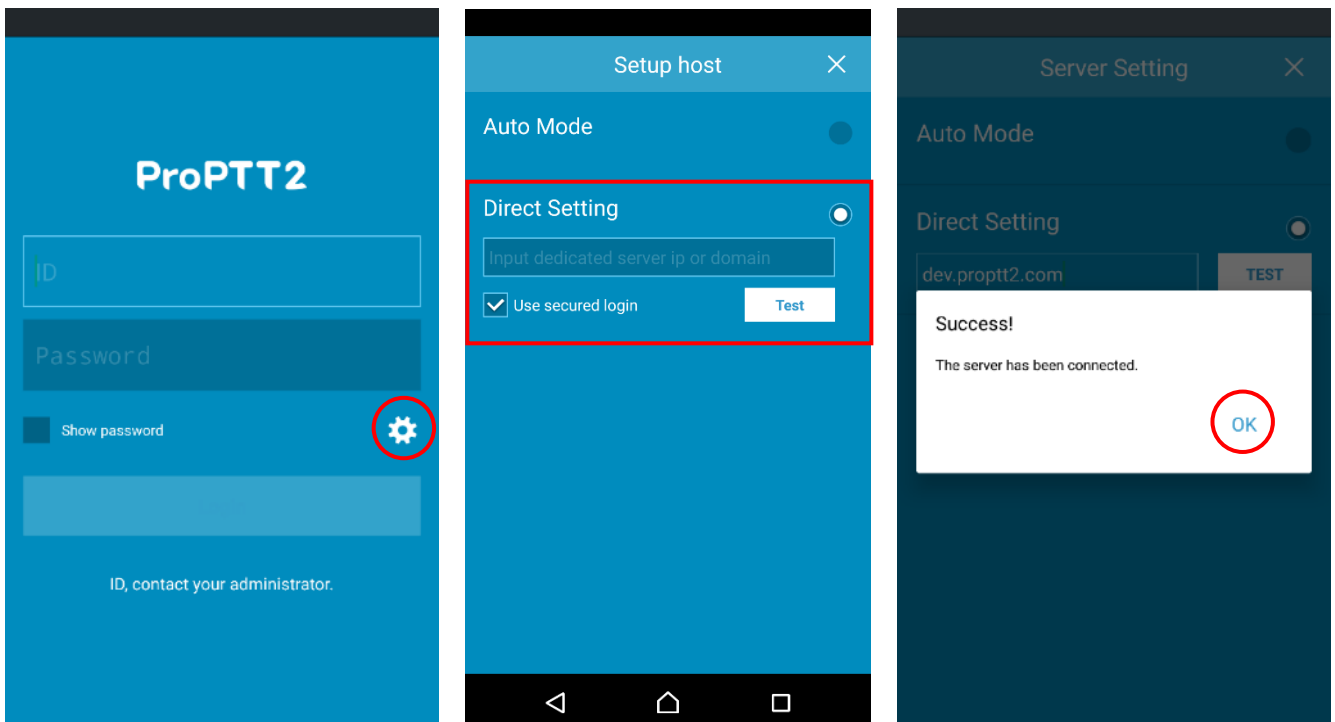 ProPTT2
ID
Password
Show password
ID, contact your administrator.
Setup host
Auto Mode
Direct Setting
Input dedicated server ip or domain
Use secured login
Test
Server Setting
Auto Mode
Direct Setting
dev.proptt2.com
TEST
Success!
The server has been connected.
OK